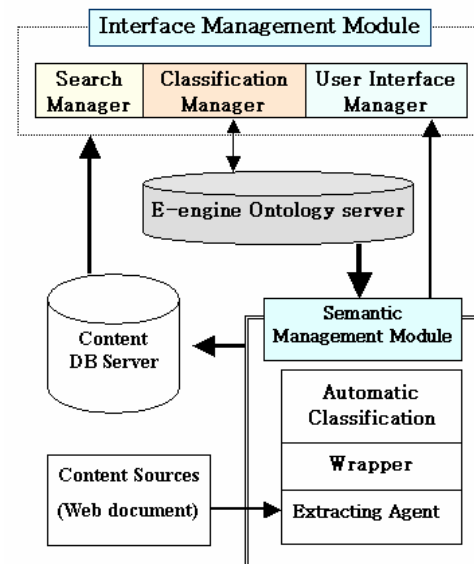 Interface Management Module
Search
Manager
Classification
Manager
User Interface
Manager
E-engine Ontology server
Semantic
Management Module
Content
DB Server
Automatic
Classification
Wrapper
Content Sources
(Web document)
Extracting Agent